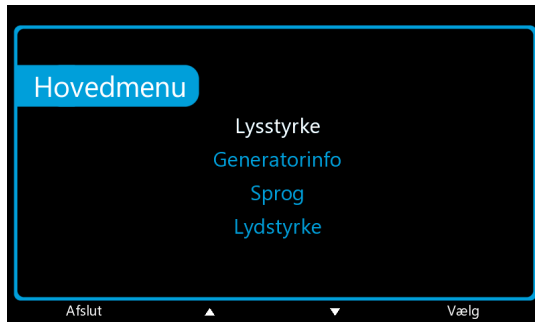 Hovedmenu
Lysstyrke
Generatorinfo
Sprog
Lydstyrke
Afslut ▲ ▼ Vælg